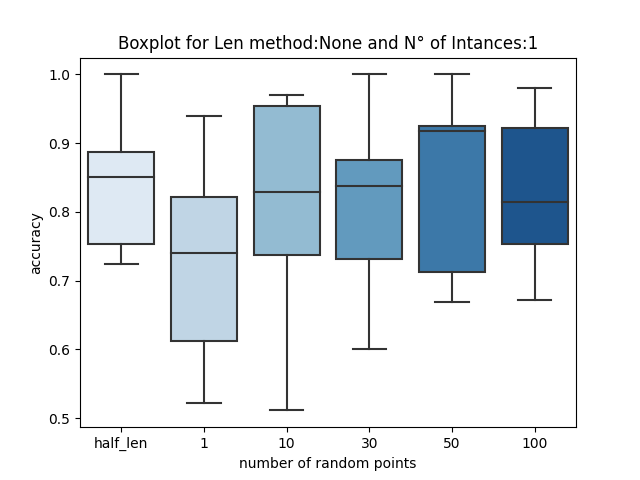 Boxplot for Len method:None and N° of Intances:1
1.0
0.9
0.8
0.7
0.6
0.5
accuracy
half_len 1 10 30 50 100
number of random points